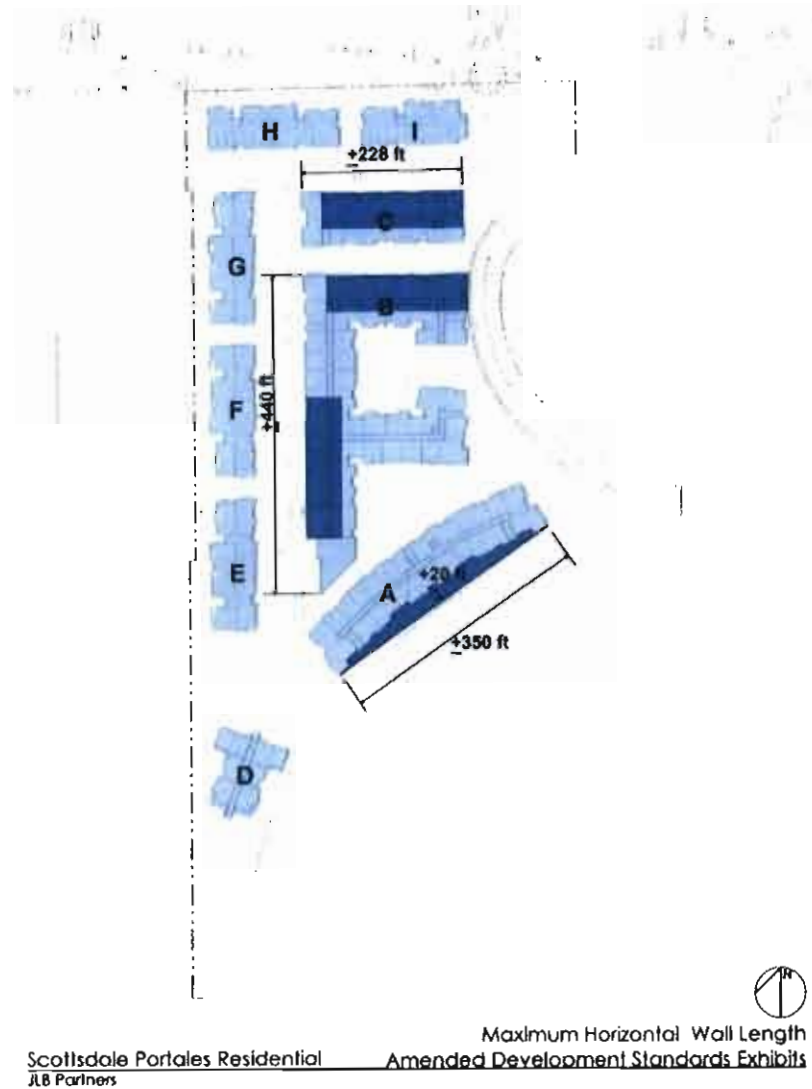 H
I
±228 ft
C
G
B
±440 ft
F
E
A
±20 ft
±350 ft
D
N
Maximum Horizontal Wall Length
Scottsdale Portales Residential
Amended Development Standards Exhibits
JLB Partners